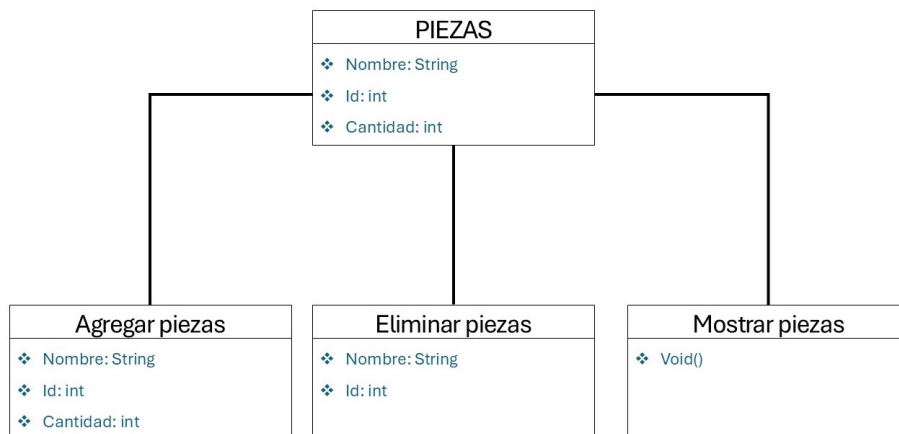 PIEZAS
❖ Nombre: String
❖ Id: int
❖ Cantidad: int
Agregar piezas
❖ Nombre: String
❖ Id: int
❖ Cantidad: int
Eliminar piezas
❖ Nombre: String
❖ Id: int
Mostrar piezas
❖ Void()